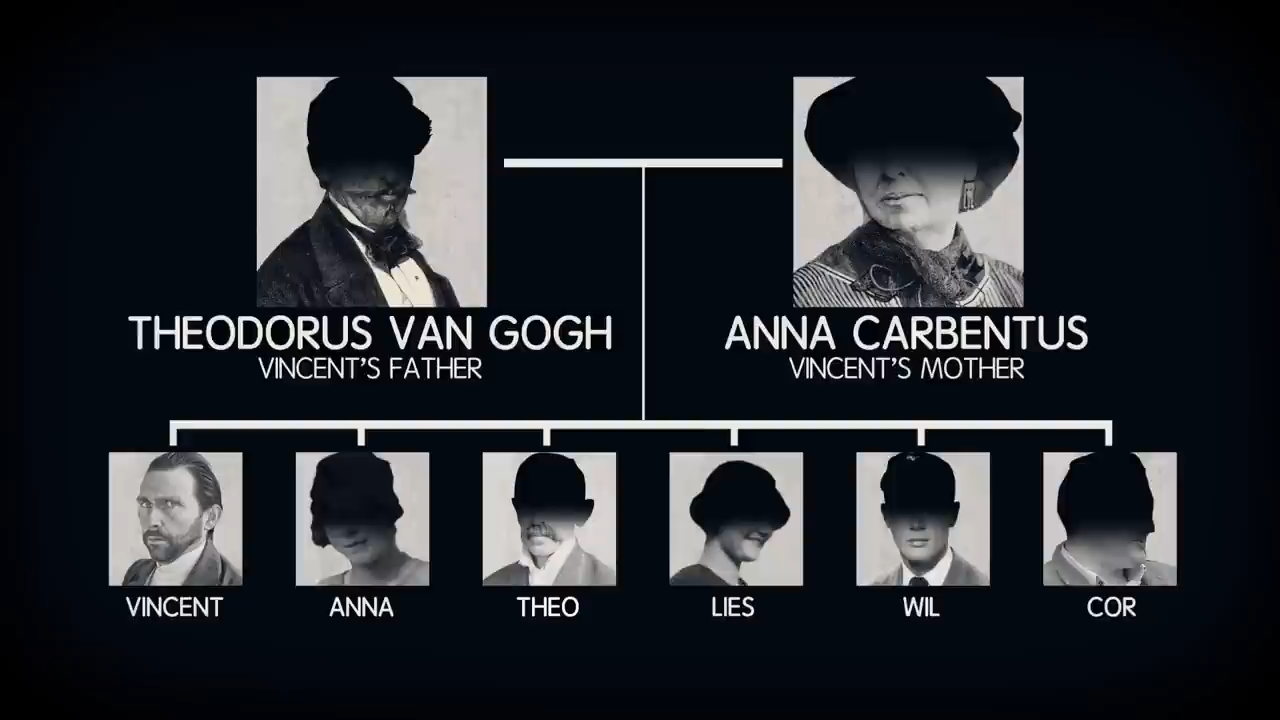 THEODORUS VAN GOGH
VINCENT'S FATHER
ANNA CARBENTUS
VINCENT'S MOTHER
VINCENT
ANNA
THEO
LIES
WIL
COR